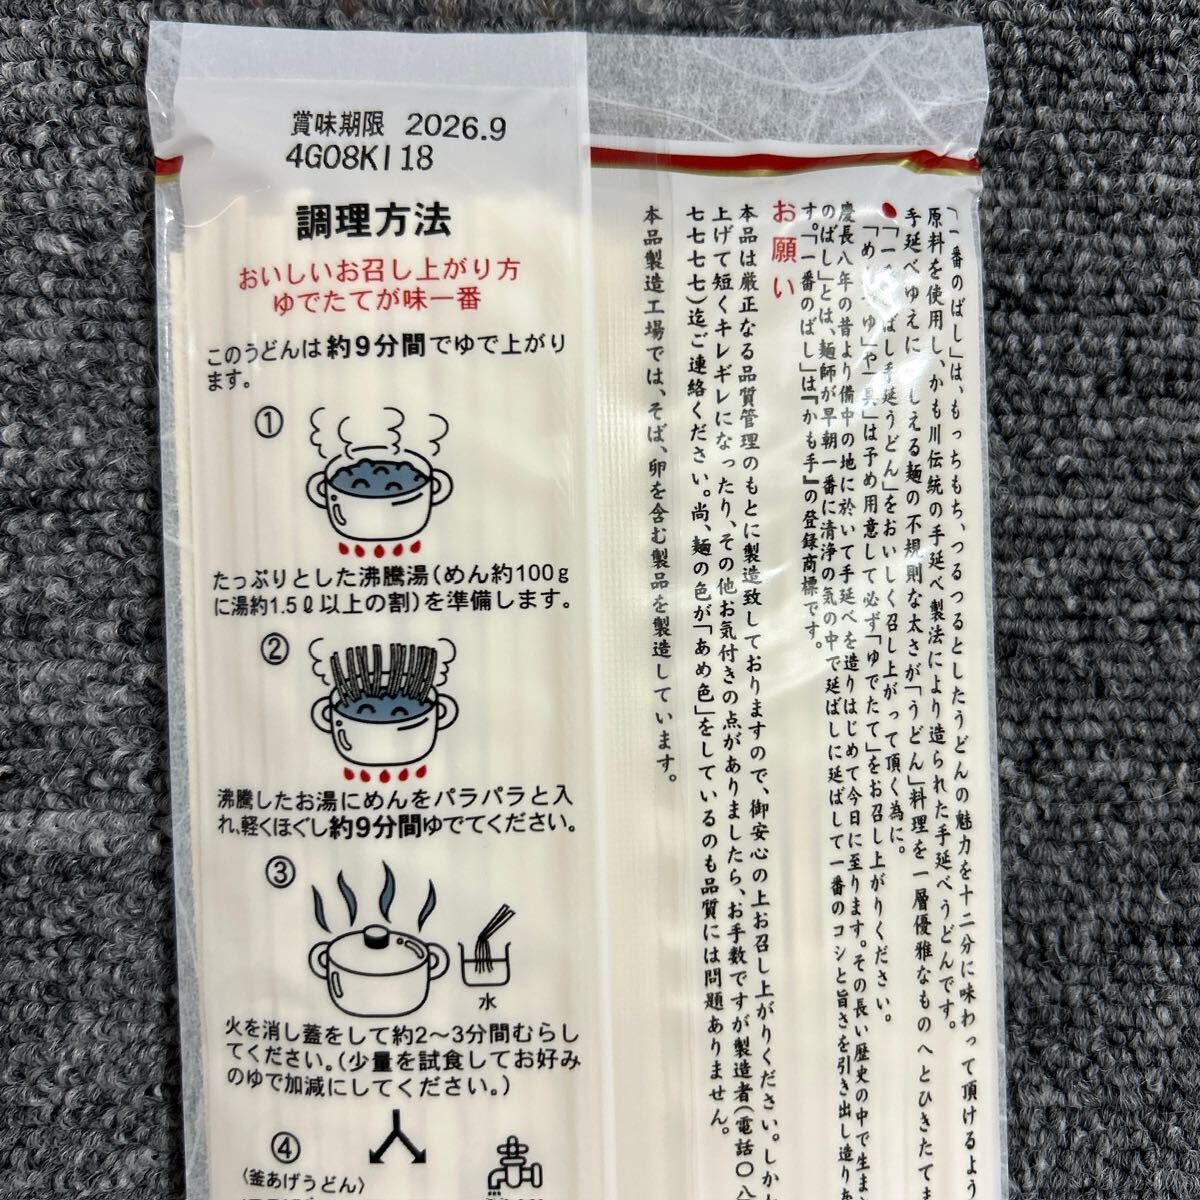 賞味期限 2026.9
4G08KI18
調理方法
おいしいお召し上がり方
ゆでたてが味一番
このうどんは約9分間でゆで上がり
ます。
①
たっぷりとした沸騰湯(めん約100g
に湯約1.5ℓ以上の割)を準備します。
②
沸騰したお湯にめんをパラパラと入
れ、軽くほぐし約9分間ゆでてください。
③
水
火を消し蓋をして約2〜3分間むらし
てください。(少量を試食してお好み
のゆで加減にしてください。)
④
(釜あげうどん)
「一番のばし」は、もっちもち、つるつるとしたうどんの魅力を十二分に味わって頂けるよう
原料を使用し、かも川伝統の手延べ製法により造られた手延べうどんです。
手延べゆえに しえる麺の不規則な太さが「うどん」料理を一層優雅なものへとひきたてま
●「一 ばし手延うどん」をおいしく召し上がって頂く為に。
「め ゆ」や「具」は予め用意して必ず「ゆでたて」をお召し上がりください。
慶長八年の昔より備中の地に於いて手延べを造りはじめて今日に至ります。その長い歴史の中で生ま
のばし」とは、麺師が早朝一番に清浄の気の中で延ばしに延ばして一番のコシと旨さを引き出し造りあ
す。「一番のばし」は『かも手』の登録商標です。
お願い
本品は厳正なる品質管理のもとに製造致しておりますので、御安心の上お召し上がりください。しか
上げて短くキレギレになったり、その他お気付きの点がありましたら、お手数ですが製造者(電話〇八
七七七七)迄ご連絡ください。尚、麺の色が「あめ色」をしているのも品質には問題ありません。
本品製造工場では、そば、卵を含む製品を製造しています。